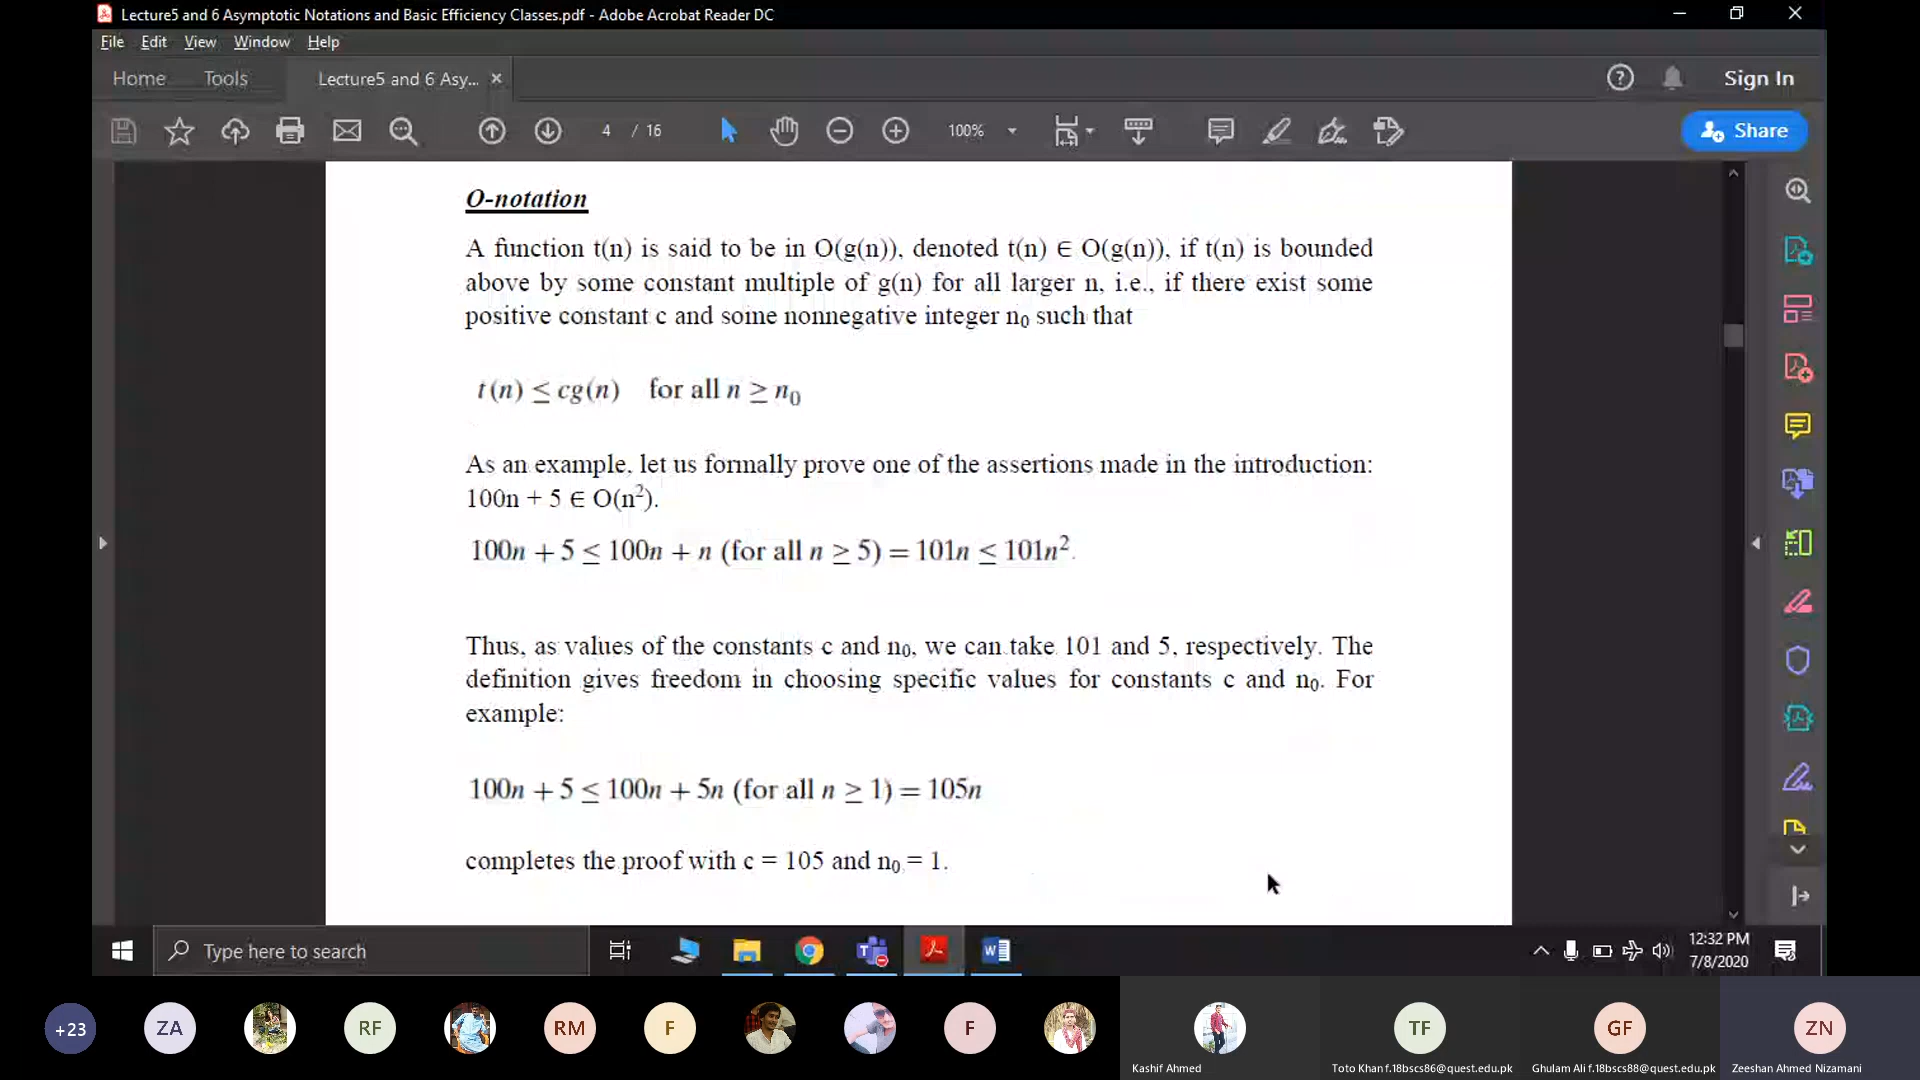 Lecture5 and 6 Asymptotic Notations and Basic Efficiency Classes.pdf - Adobe Acrobat Reader DC
File Edit View Window Help
Home Tools Lecture5 and 6 Asy... × Sign In
4 / 16 100% Share
O-notation
A function t(n) is said to be in O(g(n)), denoted t(n) ∈ O(g(n)), if t(n) is bounded
above by some constant multiple of g(n) for all larger n, i.e., if there exist some
positive constant c and some nonnegative integer n₀ such that
t(n) ≤ cg(n) for all n ≥ n₀
As an example, let us formally prove one of the assertions made in the introduction:
100n + 5 ∈ O(n²).
100n + 5 ≤ 100n + n (for all n ≥ 5) = 101n ≤ 101n².
Thus, as values of the constants c and n₀, we can take 101 and 5, respectively. The
definition gives freedom in choosing specific values for constants c and n₀. For
example:
100n + 5 ≤ 100n + 5n (for all n ≥ 1) = 105n
completes the proof with c = 105 and n₀ = 1.
Type here to search
12:32 PM
7/8/2020
+23 ZA RF RM F F TF GF ZN
Kashif Ahmed Toto Khan f.18bscs86@quest.edu.pk Ghulam Ali f.18bscs88@quest.edu.pk Zeeshan Ahmed Nizamani